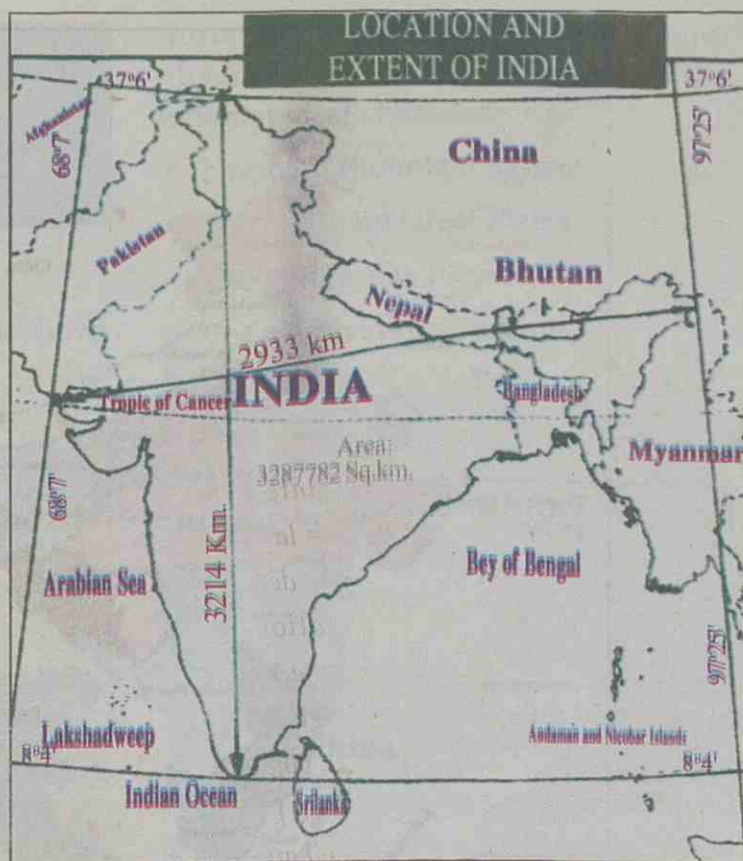 LOCATION AND
EXTENT OF INDIA
37°6'
37°6'
Afghanistan
68°7'
97°25'
China
Pakistan
Bhutan
Nepal
2933 km
INDIA
Tropic of Cancer
Bangladesh
Area:
3287782 Sq.km.
Myanmar
68°7'
3214 Km.
Arabian Sea
Bey of Bengal
97°25'
Lakshadweep
Andaman and Nicobar Islands
8°4'
8°4'
Indian Ocean
Srilanka